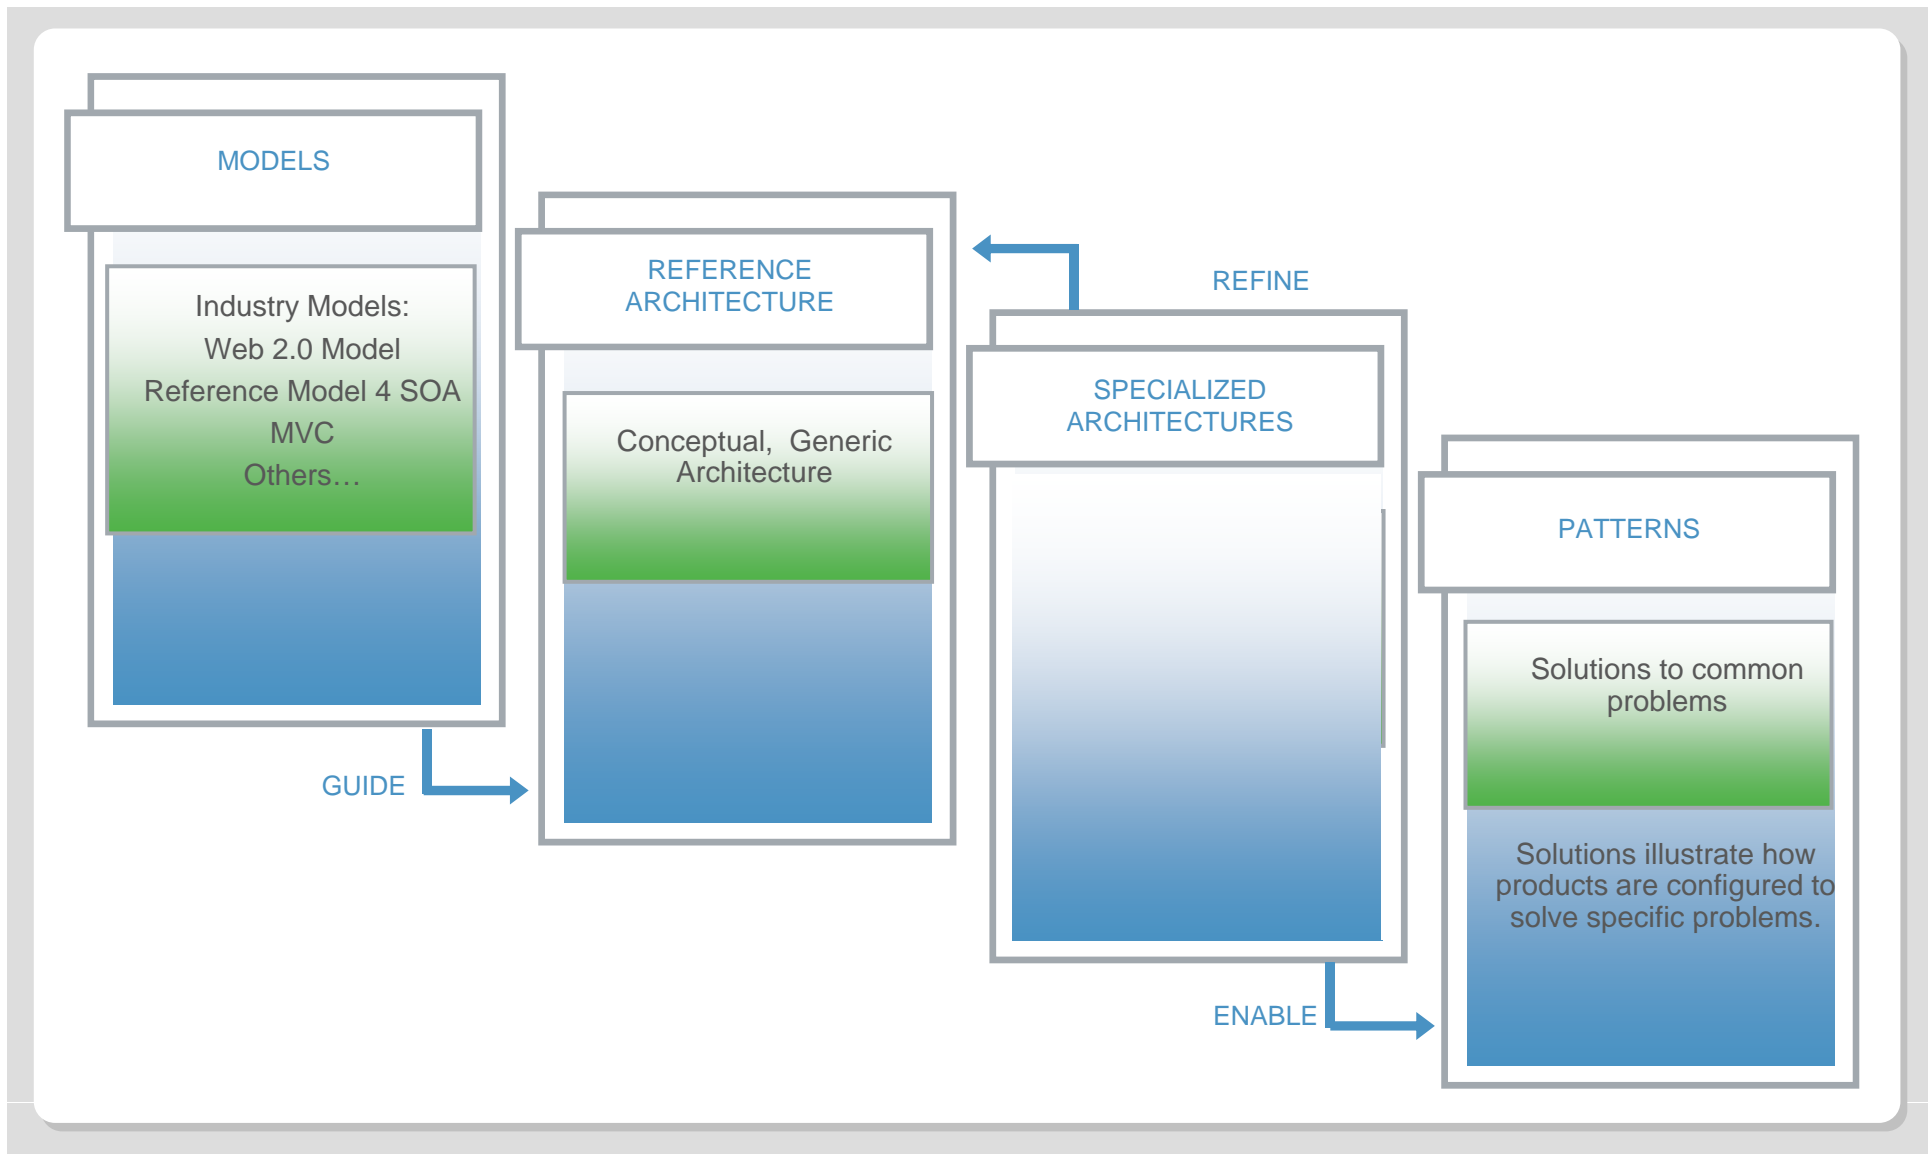 MODELS
Industry Models:
Web 2.0 Model
Reference Model 4 SOA
MVC
Others…
GUIDE
REFERENCE
ARCHITECTURE
Conceptual,  Generic
Architecture
REFINE
SPECIALIZED
ARCHITECTURES
ENABLE
PATTERNS
Solutions to common
problems
Solutions illustrate how
products are configured to
solve specific problems.